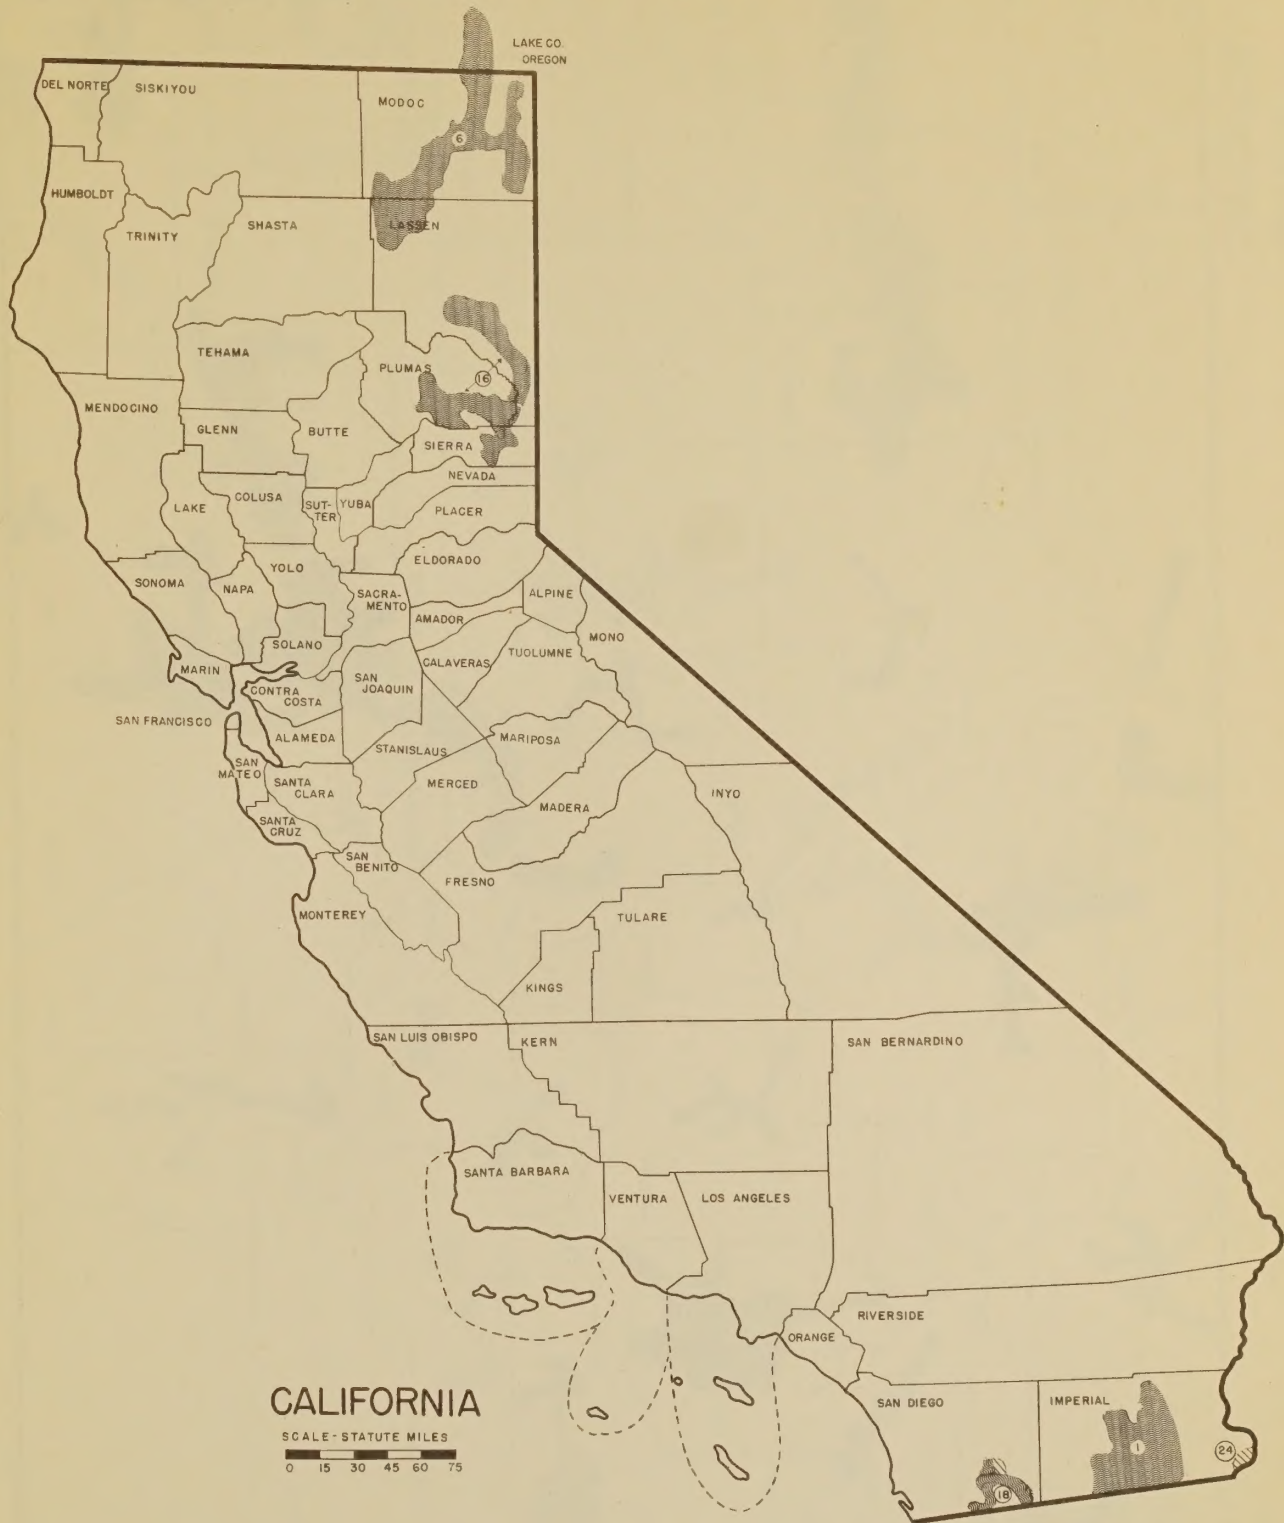 LAKE CO.
OREGON
DEL NORTE
SISKIYOU
MODOC
6
HUMBOLDT
TRINITY
SHASTA
LASSEN
TEHAMA
PLUMAS
16
MENDOCINO
GLENN
BUTTE
SIERRA
NEVADA
LAKE
COLUSA
SUT-
TER
YUBA
PLACER
SONOMA
NAPA
YOLO
ELDORADO
SACRA-
MENTO
ALPINE
AMADOR
MONO
SOLANO
MARIN
CALAVERAS
TUOLUMNE
CONTRA
COSTA
SAN
JOAQUIN
SAN FRANCISCO
ALAMEDA
STANISLAUS
MARIPOSA
SAN
MATEO
SANTA
CLARA
MERCED
MADERA
INYO
SANTA
CRUZ
SAN
BENITO
FRESNO
MONTEREY
TULARE
KINGS
SAN LUIS OBISPO
KERN
SAN BERNARDINO
SANTA BARBARA
VENTURA
LOS ANGELES
ORANGE
RIVERSIDE
SAN DIEGO
IMPERIAL
1
24
18
CALIFORNIA
SCALE-STATUTE MILES
0 15 30 45 60 75